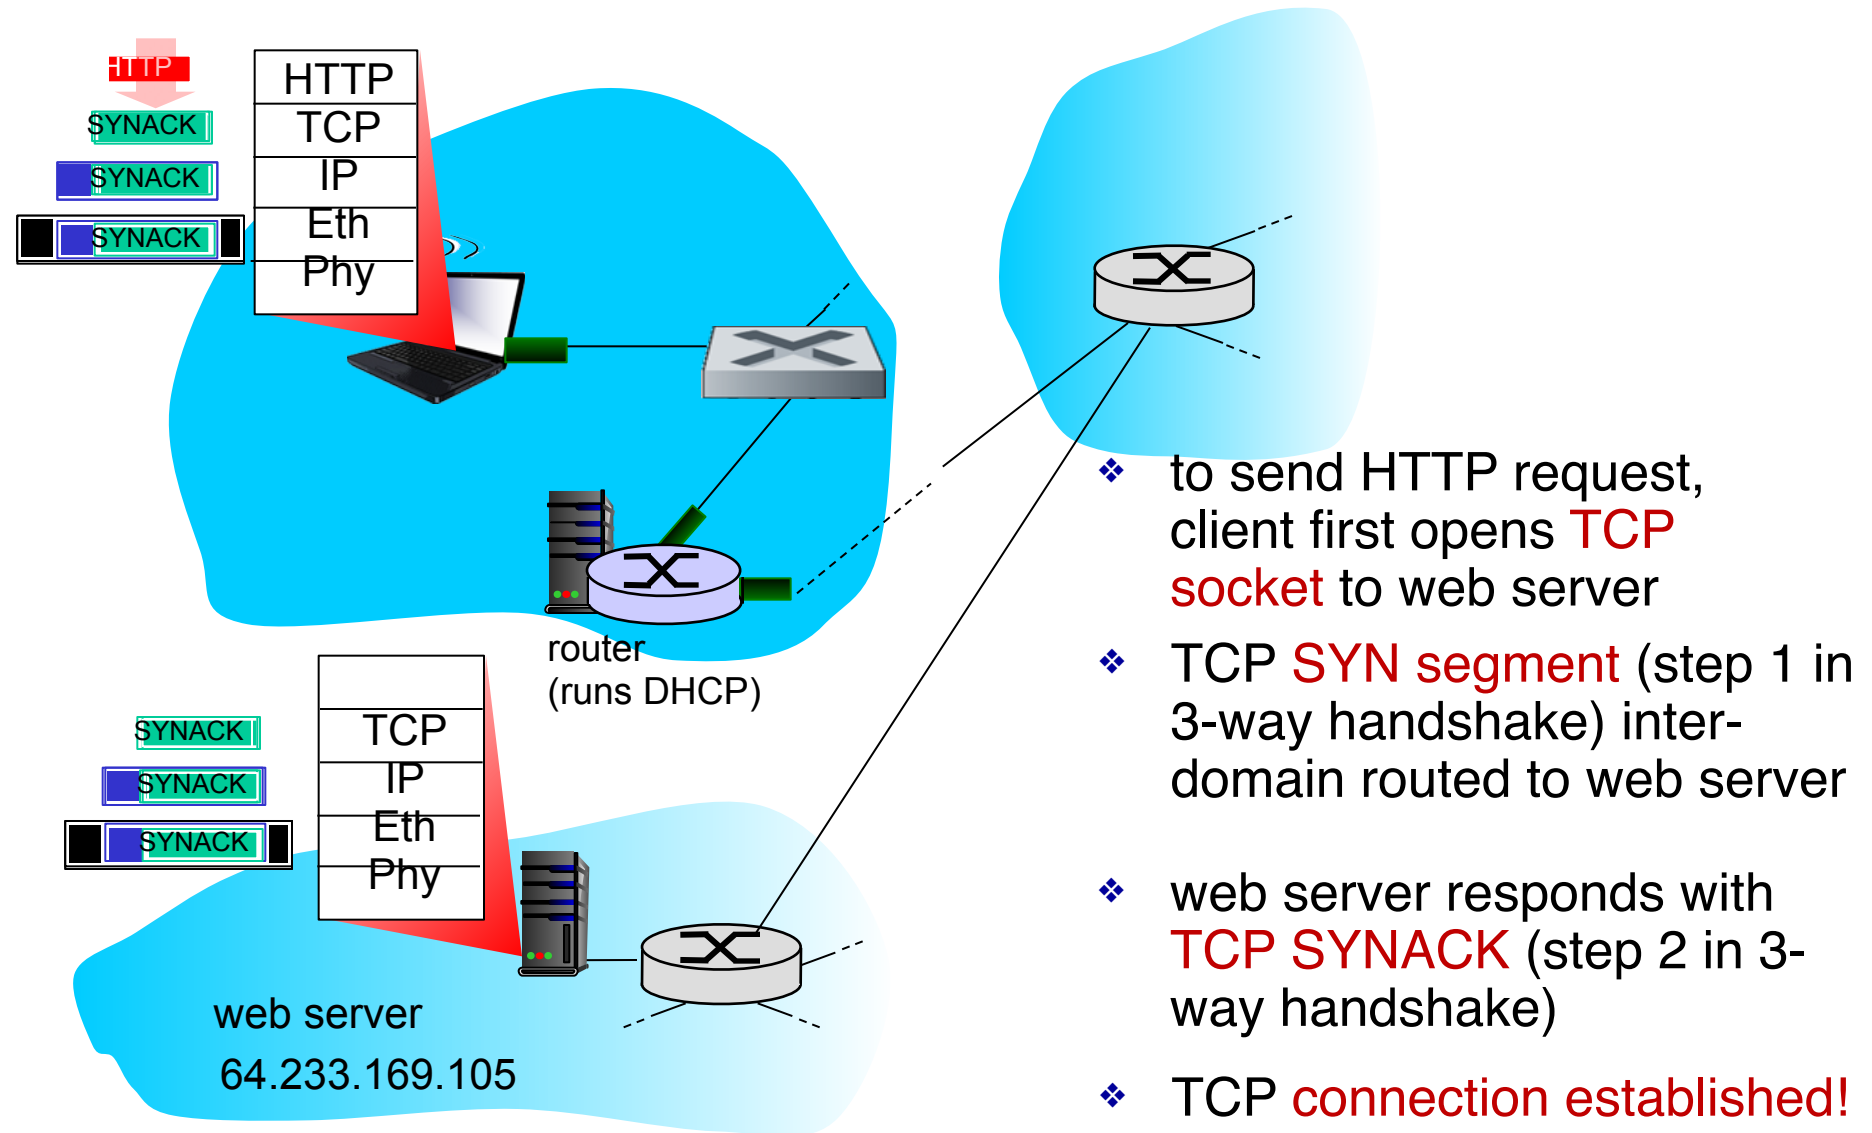 HTTP
SYNACK
SYNACK
SYNACK
HTTP
TCP
IP
Eth
Phy
router
(runs DHCP)
SYNACK
SYNACK
SYNACK
TCP
IP
Eth
Phy
web server
64.233.169.105
❖ to send HTTP request,
client first opens TCP
socket to web server
❖ TCP SYN segment (step 1 in
3-way handshake) inter-
domain routed to web server
❖ web server responds with
TCP SYNACK (step 2 in 3-
way handshake)
❖ TCP connection established!